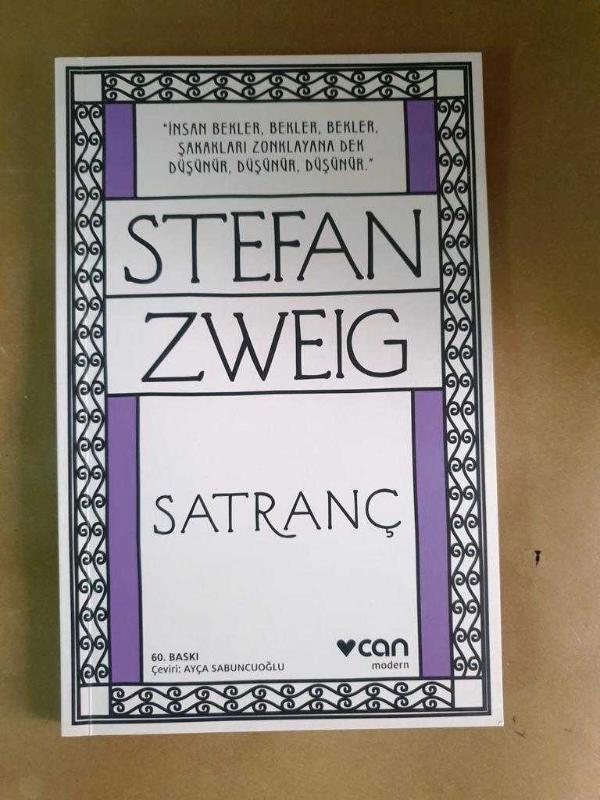 "İNSAN BEKLER, BEKLER, BEKLER,
ŞAKAKLARI ZONKLAYANA DEK
DÜŞÜNÜR, DÜŞÜNÜR, DÜŞÜNÜR."
STEFAN
ZWEIG
SATRANÇ
60. BASKI
Çeviri: AYÇA SABUNCUOĞLU
can
modern